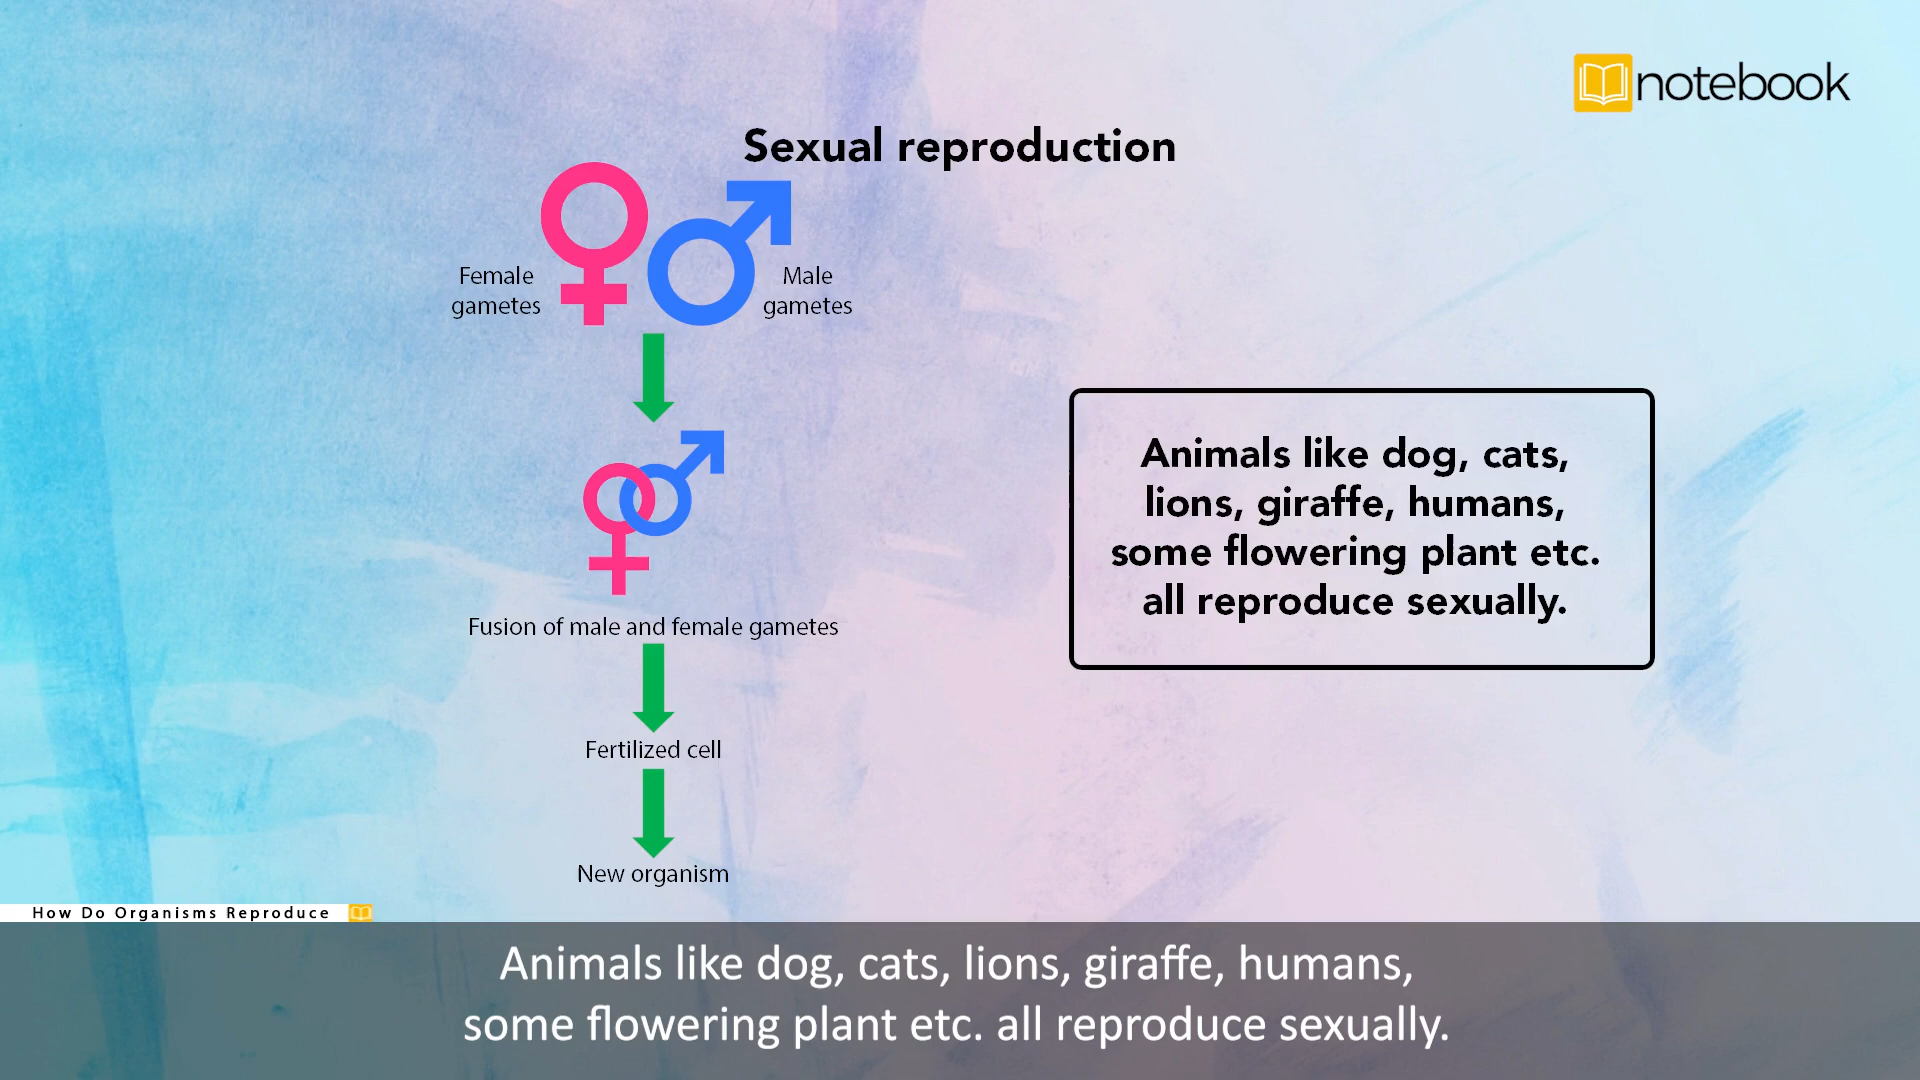 notebook
Sexual reproduction
Female
gametes
Male
gametes
Fusion of male and female gametes
Fertilized cell
New organism
Animals like dog, cats,
lions, giraffe, humans,
some flowering plant etc.
all reproduce sexually.
How Do Organisms Reproduce
Animals like dog, cats, lions, giraffe, humans,
some flowering plant etc. all reproduce sexually.